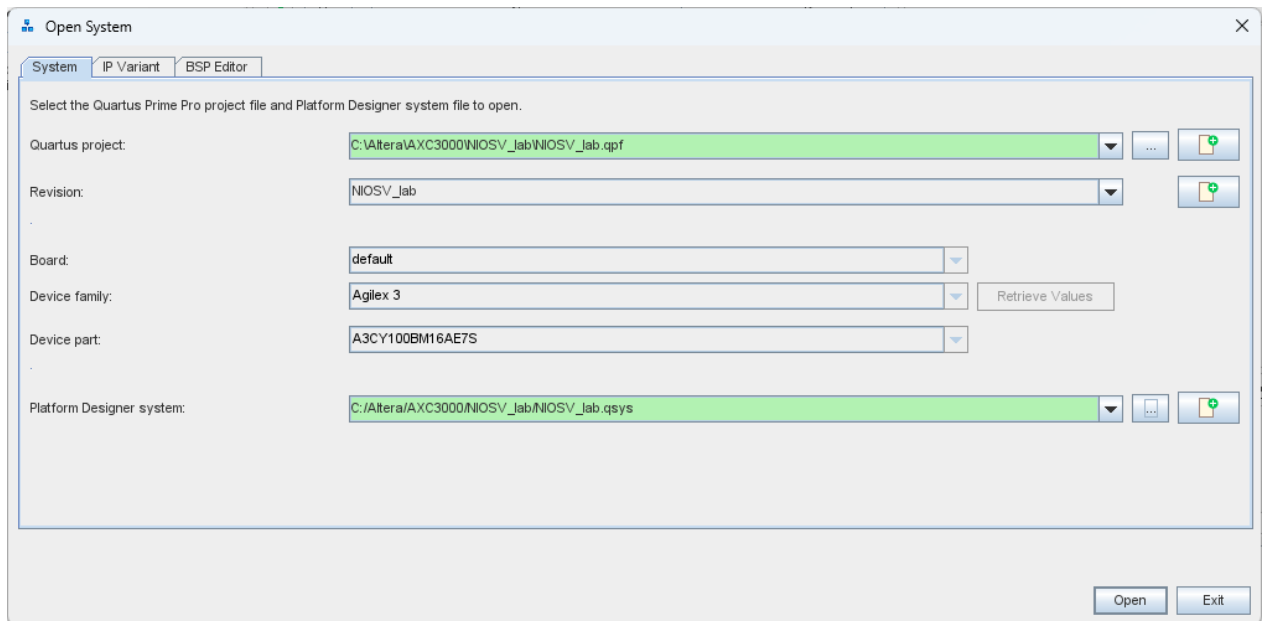 Open System
System IP Variant BSP Editor
Select the Quartus Prime Pro project file and Platform Designer system file to open.
Quartus project: C:\Altera\AXC3000\NIOSV_lab\NIOSV_lab.qpf ...
Revision: NIOSV_lab
.
Board: default
Device family: Agilex 3 Retrieve Values
Device part: A3CY100BM16AE7S
.
Platform Designer system: C:/Altera/AXC3000/NIOSV_lab/NIOSV_lab.qsys ...
Open Exit